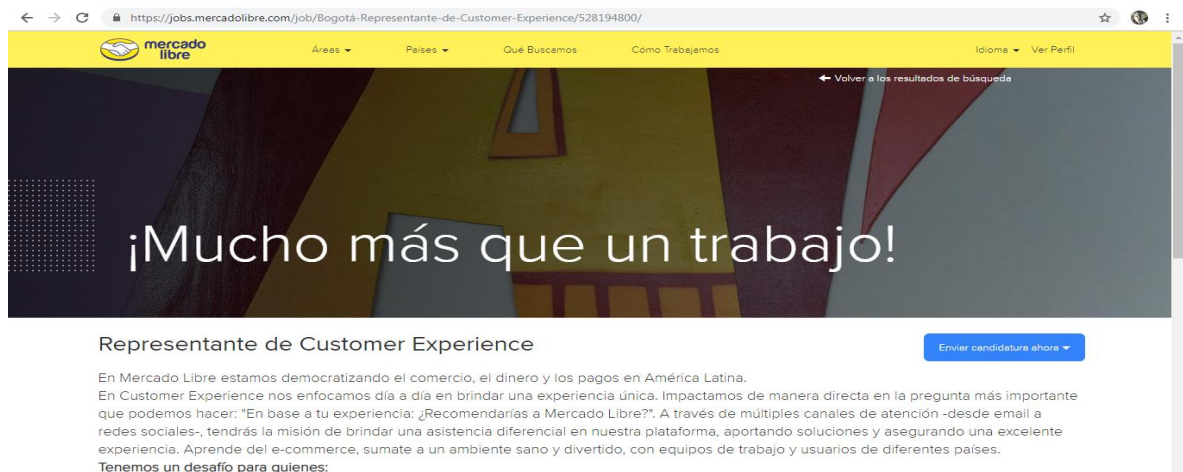 https://jobs.mercadolibre.com/job/Bogotá-Representante-de-Customer-Experience/528194800/
mercado
libre
Áreas Países Qué Buscamos Cómo Trabajamos Idioma Ver Perfil
Volver a los resultados de búsqueda
¡Mucho más que un trabajo!
Representante de Customer Experience
Enviar candidatura ahora
En Mercado Libre estamos democratizando el comercio, el dinero y los pagos en América Latina.
En Customer Experience nos enfocamos día a día en brindar una experiencia única. Impactamos de manera directa en la pregunta más importante
que podemos hacer: "En base a tu experiencia: ¿Recomendarías a Mercado Libre?". A través de múltiples canales de atención -desde email a
redes sociales-, tendrás la misión de brindar una asistencia diferencial en nuestra plataforma, aportando soluciones y asegurando una excelente
experiencia. Aprende del e-commerce, sumate a un ambiente sano y divertido, con equipos de trabajo y usuarios de diferentes países.
Tenemos un desafío para quienes: